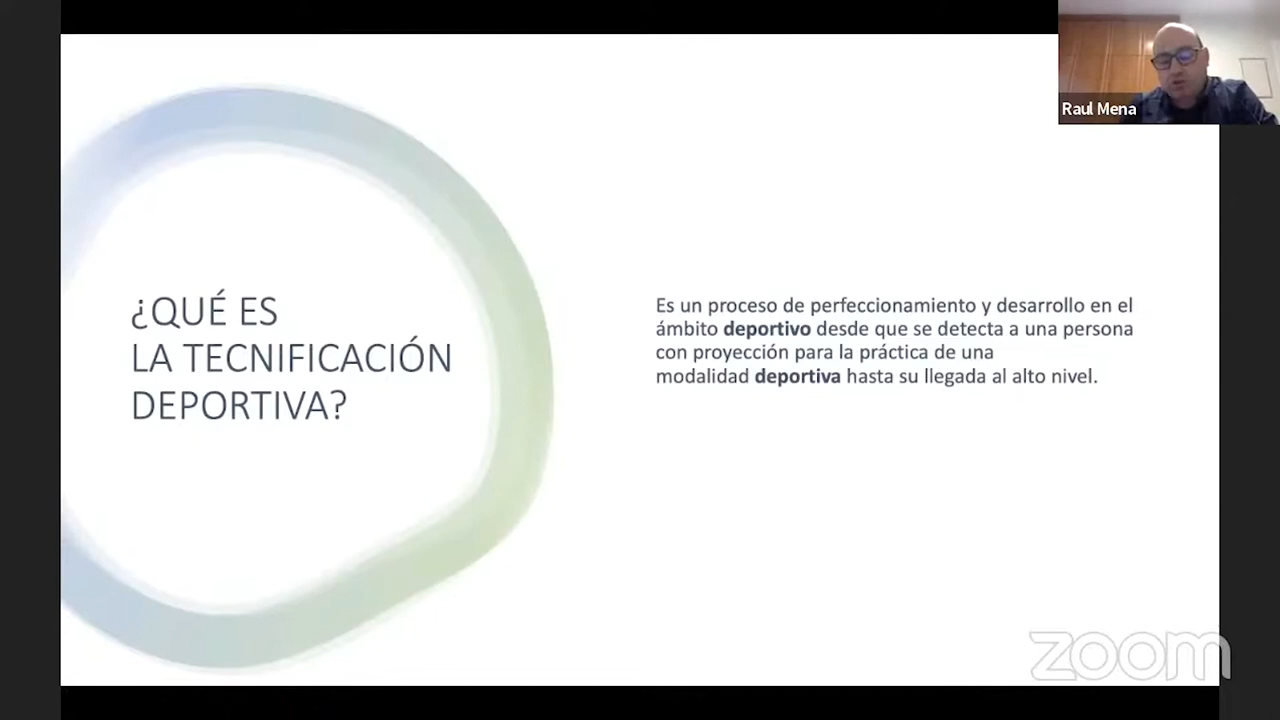 Raul Mena
¿QUÉ ES
LA TECNIFICACIÓN
DEPORTIVA?
Es un proceso de perfeccionamiento y desarrollo en el
ámbito deportivo desde que se detecta a una persona
con proyección para la práctica de una
modalidad deportiva hasta su llegada al alto nivel.
zoom